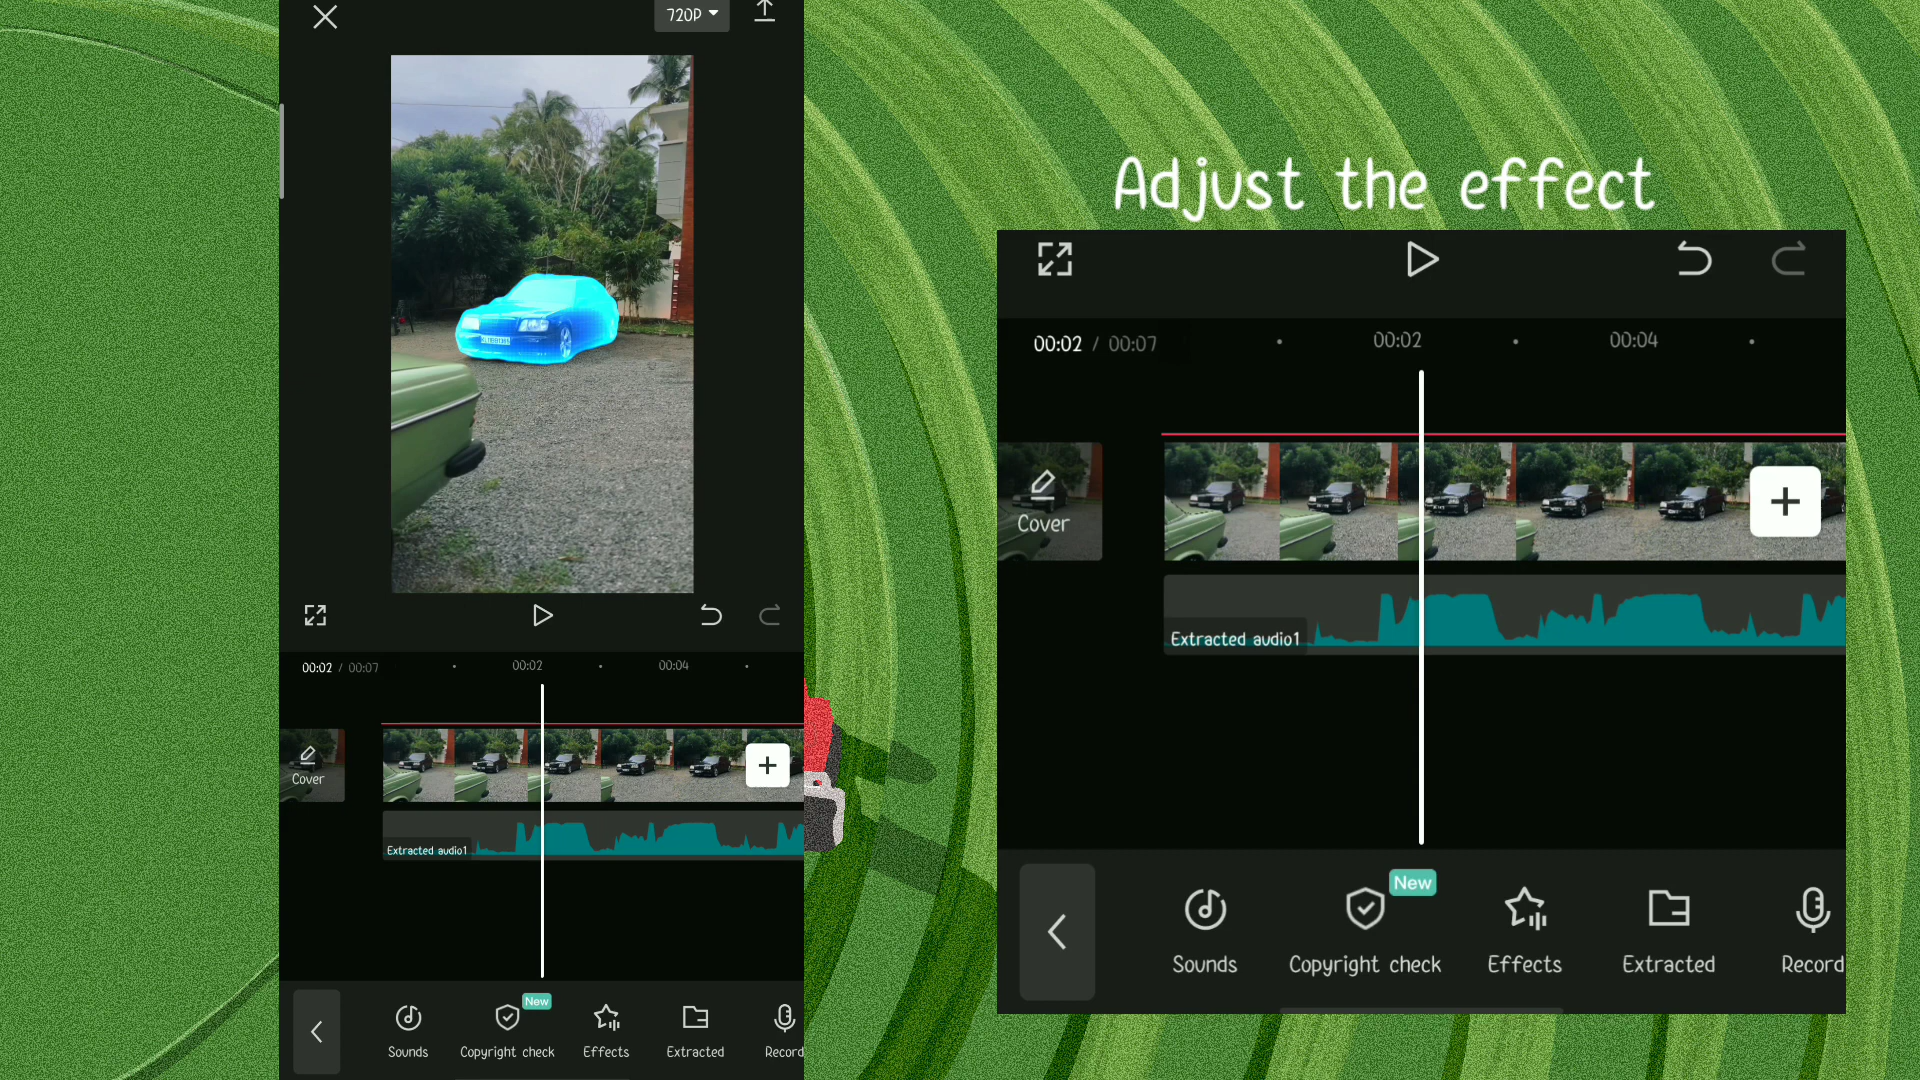 720P
00:02 / 00:07
00:02
00:04
Cover
Extracted audio1
New
Sounds
Copyright check
Effects
Extracted
Record
Adjust the effect
00:02 / 00:07
00:02
00:04
Cover
Extracted audio1
New
Sounds
Copyright check
Effects
Extracted
Record